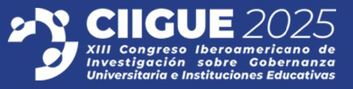 CIIGUE 2025
XIII Congreso Iberoamericano de
Investigación sobre Gobernanza
Universitaria e Instituciones Educativas